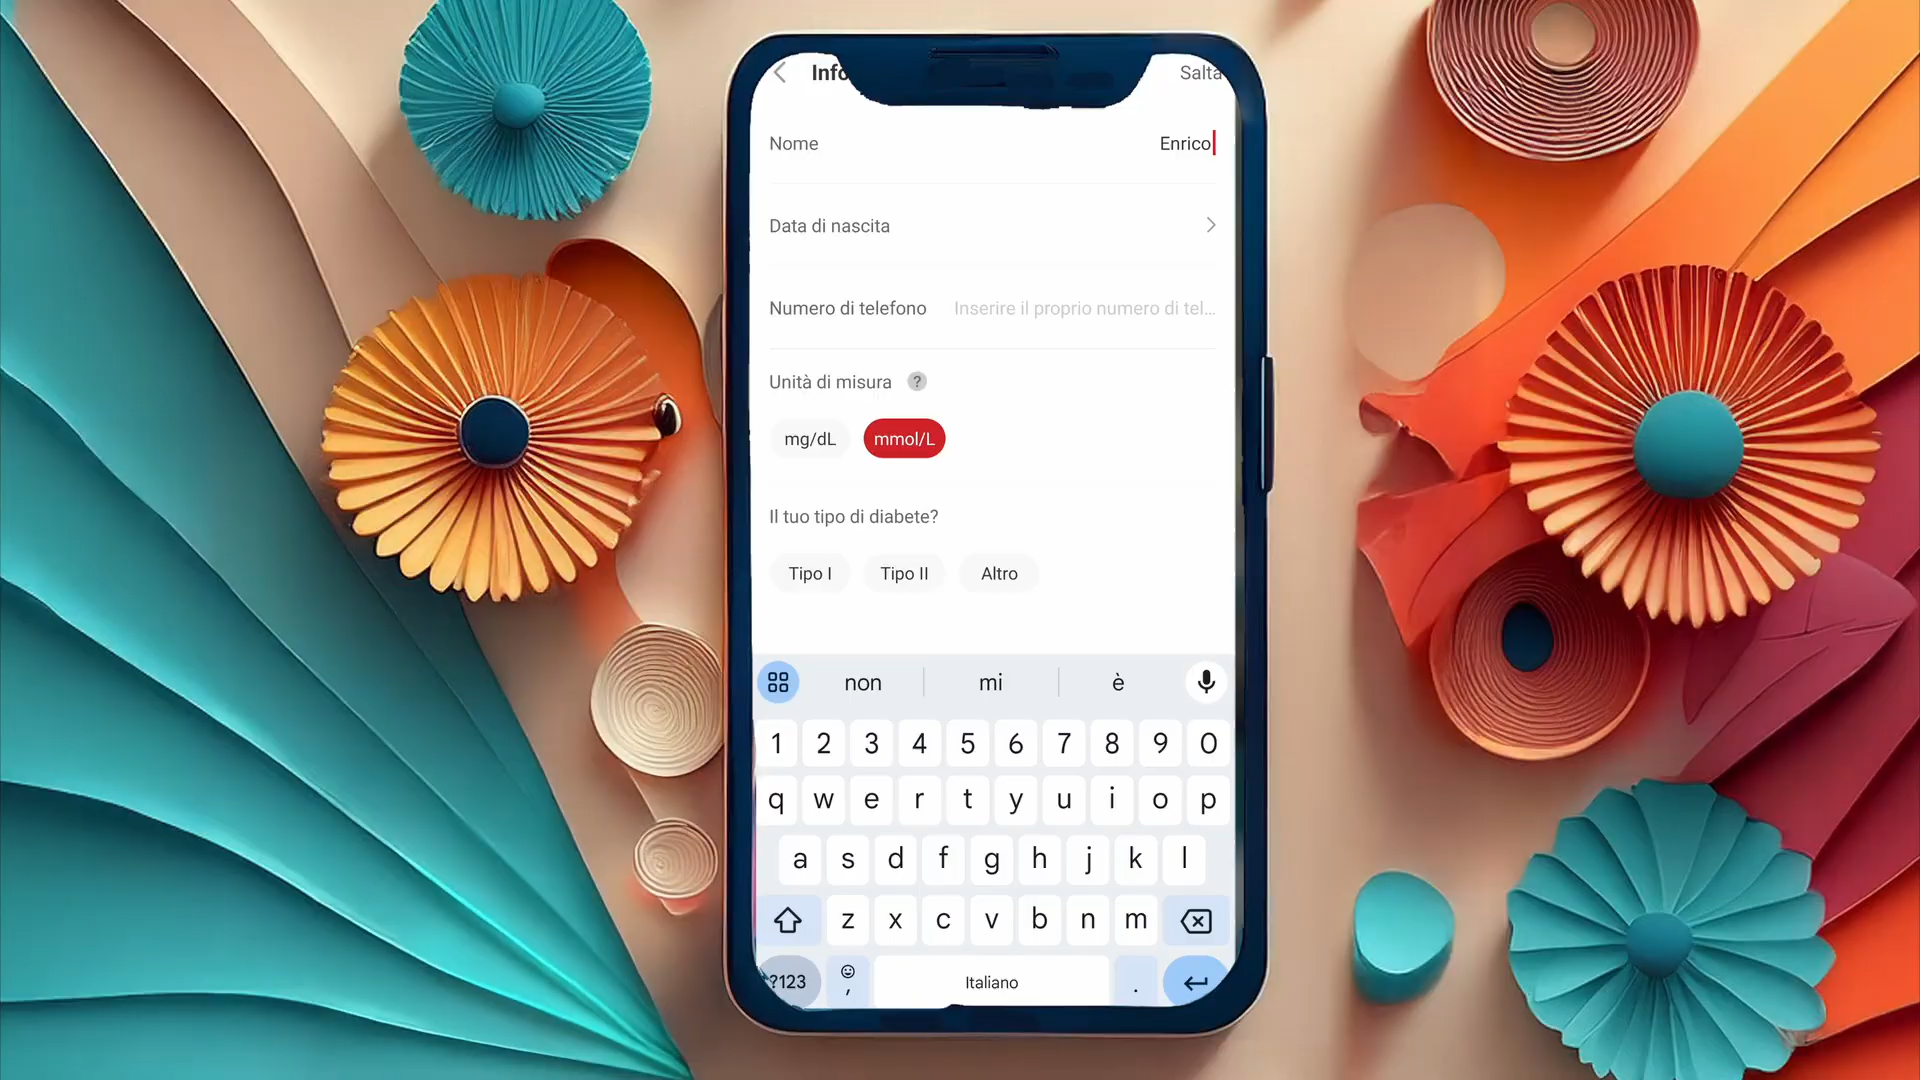 Info Salta
Nome Enrico
Data di nascita
Numero di telefono Inserire il proprio numero di tel...
Unità di misura ?
mg/dL mmol/L
Il tuo tipo di diabete?
Tipo I Tipo II Altro
non mi è
1 2 3 4 5 6 7 8 9 0
q w e r t y u i o p
a s d f g h j k l
z x c v b n m
?123 , Italiano .